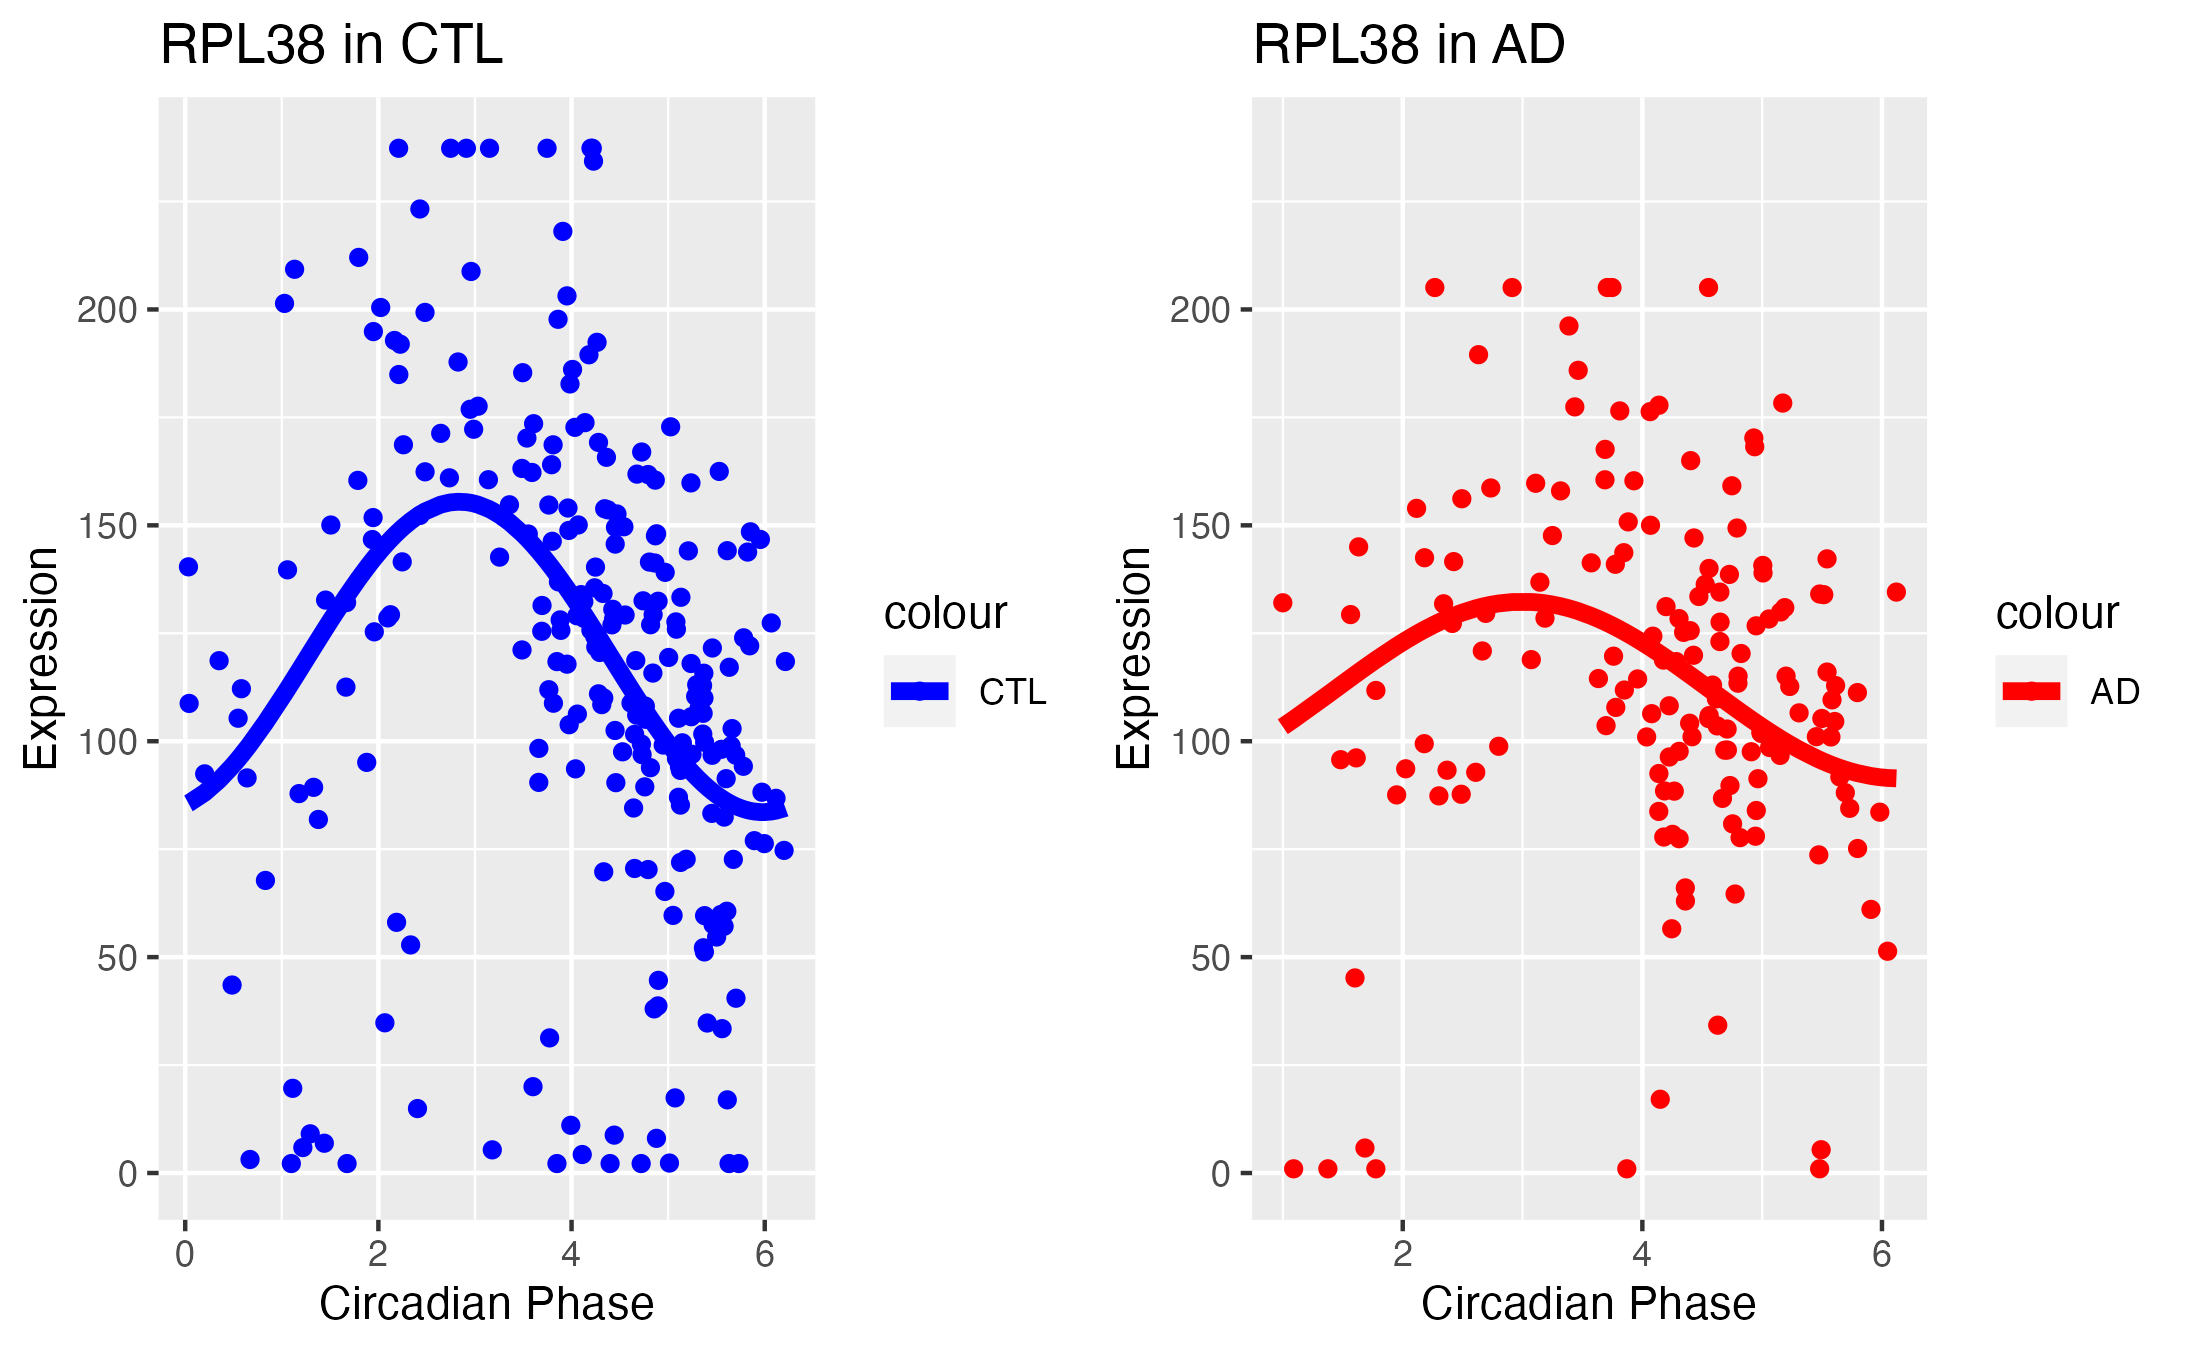 RPL38 in CTL
Expression
200
150
100
50
0
0 2 4 6
Circadian Phase
colour
CTL
RPL38 in AD
Expression
200
150
100
50
0
2 4 6
Circadian Phase
colour
AD